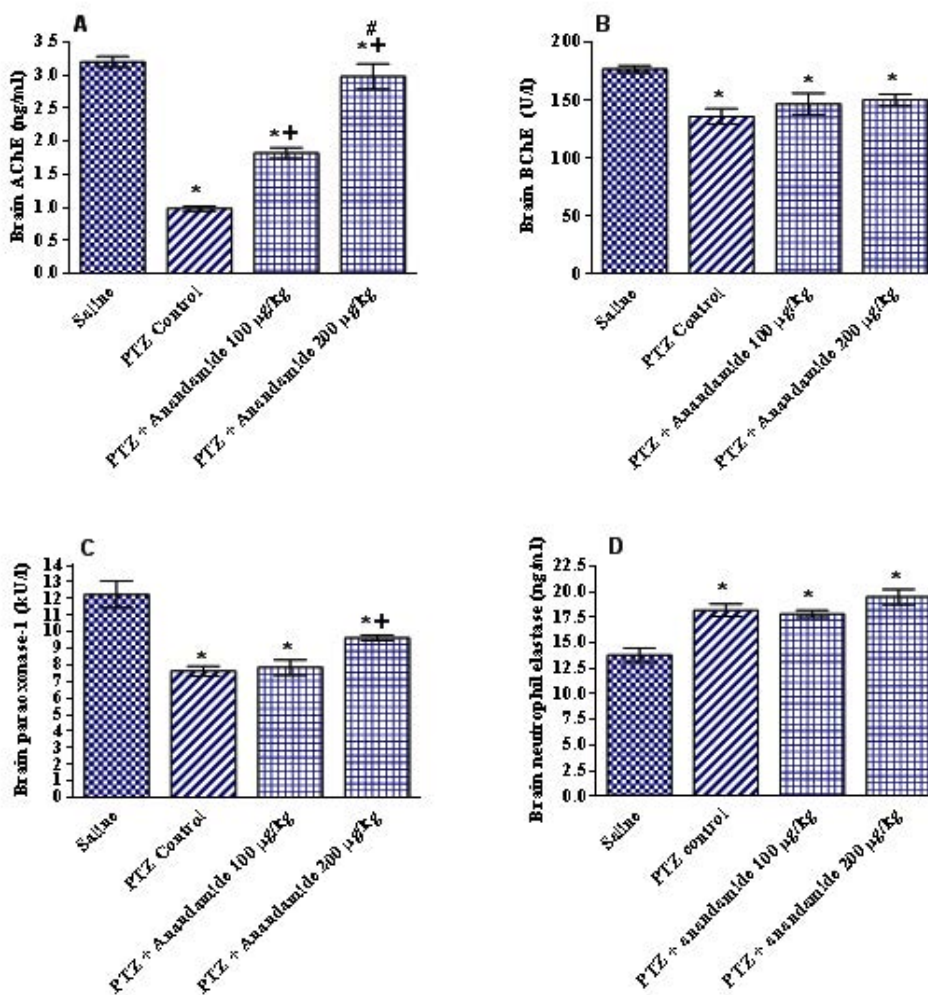 A
Brain AChE (ng/ml)
3.5
3.0
2.5
2.0
1.5
1.0
0.5
0.0
*
*+
#
*+
Saline
PTZ Control
PTZ + Anandamide 100 µg/kg
PTZ + Anandamide 200 µg/kg
B
Brain BChE (U/l)
200
150
100
50
0
*
*
*
Saline
PTZ Control
PTZ + Anandamide 100 µg/kg
PTZ + Anandamide 200 µg/kg
C
Brain paraoxonase-1 (kU/l)
14
13
12
11
10
9
8
7
6
5
4
3
2
1
0
*
*
*+
Saline
PTZ Control
PTZ + Anandamide 100 µg/kg
PTZ + Anandamide 200 µg/kg
D
Brain neutrophil elastase (ng/ml)
22.5
20.0
17.5
15.0
12.5
10.0
7.5
5.0
2.5
0.0
*
*
*
Saline
PTZ control
PTZ + anandamide 100 µg/kg
PTZ + anandamide 200 µg/kg